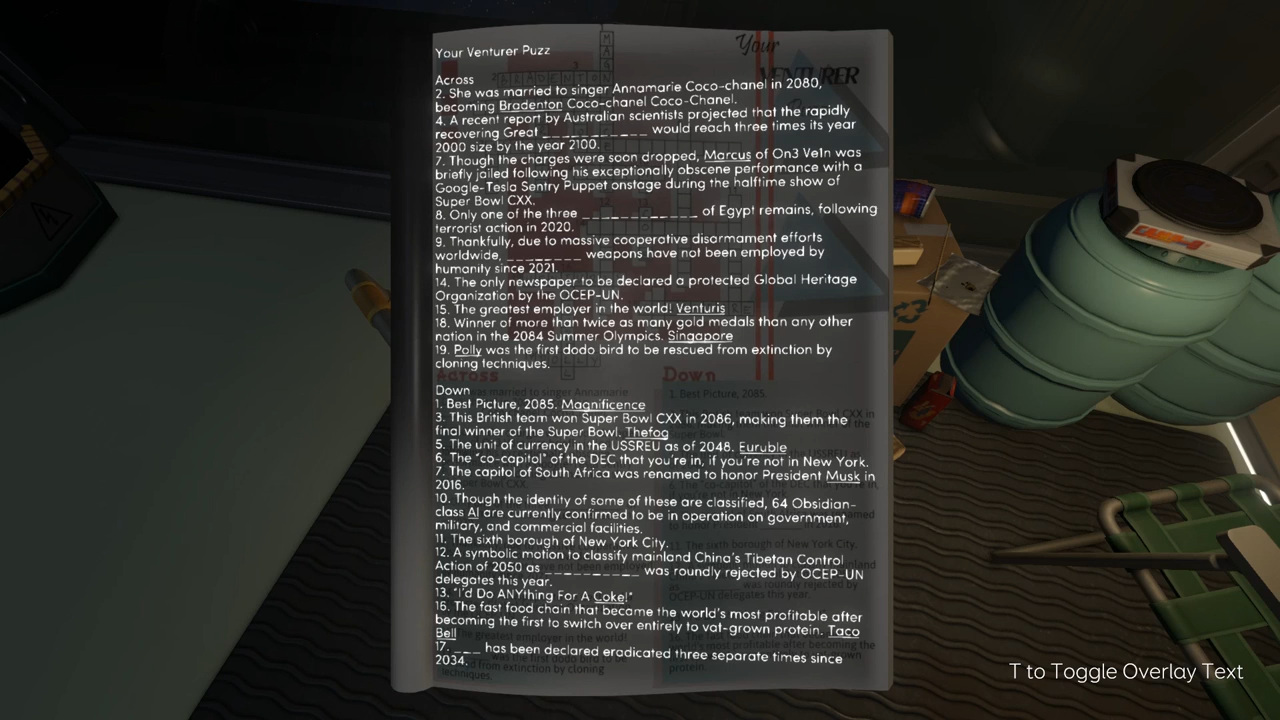 Your Venturer Puzz
Across
2. She was married to singer Annamarie Coco-chanel in 2080,
becoming Bradenton Coco-chanel Coco-Chanel.
4. A recent report by Australian scientists projected that the rapidly
recovering Great _ _ _ _ _ _ _ _ _ _ would reach three times its year
2000 size by the year 2100.
7. Though the charges were soon dropped, Marcus of On3 Ve1n was
briefly jailed following his exceptionally obscene performance with a
Google-Tesla Sentry Puppet onstage during the halftime show of
Super Bowl CXX.
8. Only one of the three _ _ _ _ _ _ _ _ _ _ _ of Egypt remains, following
terrorist action in 2020.
9. Thankfully, due to massive cooperative disarmament efforts
worldwide, _ _ _ _ _ _ _ weapons have not been employed by
humanity since 2021.
14. The only newspaper to be declared a protected Global Heritage
Organization by the OCEP-UN.
15. The greatest employer in the world! Venturis
18. Winner of more than twice as many gold medals than any other
nation in the 2084 Summer Olympics. Singapore
19. Polly was the first dodo bird to be rescued from extinction by
cloning techniques.
Down
1. Best Picture, 2085. Magnificence
3. This British team won Super Bowl CXX in 2086, making them the
final winner of the Super Bowl. Thefog
5. The unit of currency in the USSREU as of 2048. Euruble
6. The "co-capitol" of the DEC that you're in, if you're not in New York.
7. The capitol of South Africa was renamed to honor President Musk in
2016.
10. Though the identity of some of these are classified, 64 Obsidian-
class AI are currently confirmed to be in operation on government,
military, and commercial facilities.
11. The sixth borough of New York City.
12. A symbolic motion to classify mainland China's Tibetan Control
Action of 2050 as _ _ _ _ _ _ _ _ _ was roundly rejected by OCEP-UN
delegates this year.
13. "I'd Do ANYthing For A Coke!"
16. The fast food chain that became the world's most profitable after
becoming the first to switch over entirely to vat-grown protein. Taco
Bell
17. _ _ _ has been declared eradicated three separate times since
2034.
Your
VENTURER
Across
Down
T to Toggle Overlay Text